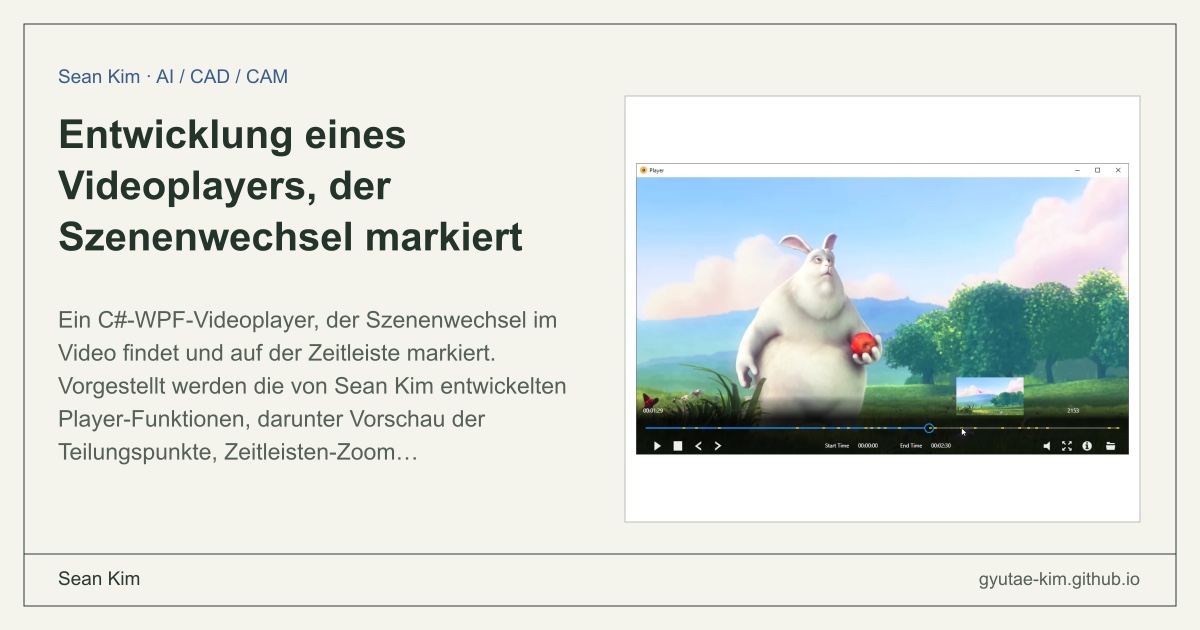 Sean Kim · AI / CAD / CAM
Entwicklung eines
Videoplayers, der
Szenenwechsel markiert
Ein C#-WPF-Videoplayer, der Szenenwechsel im
Video findet und auf der Zeitleiste markiert.
Vorgestellt werden die von Sean Kim entwickelten
Player-Funktionen, darunter Vorschau der
Teilungspunkte, Zeitleisten-Zoom…
Player
00:01:29
21:53
Start Time 00:00:00 End Time 00:02:30
Sean Kim
gyutae-kim.github.io